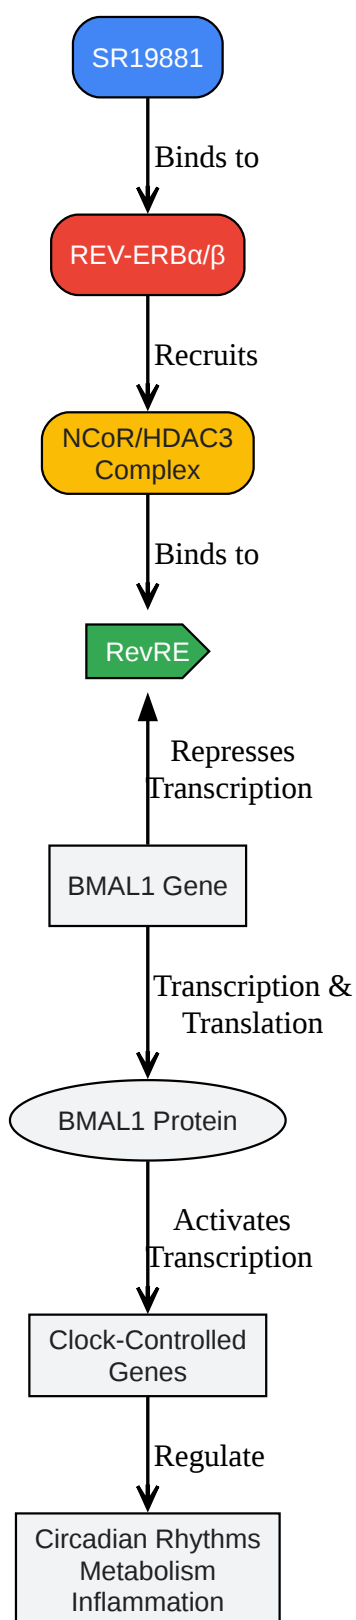 SR19881
Binds to
REV-ERBα/β
Recruits
NCoR/HDAC3
Complex
Binds to
RevRE
Represses
Transcription
BMAL1 Gene
Transcription &
Translation
BMAL1 Protein
Activates
Transcription
Clock-Controlled
Genes
Regulate
Circadian Rhythms
Metabolism
Inflammation